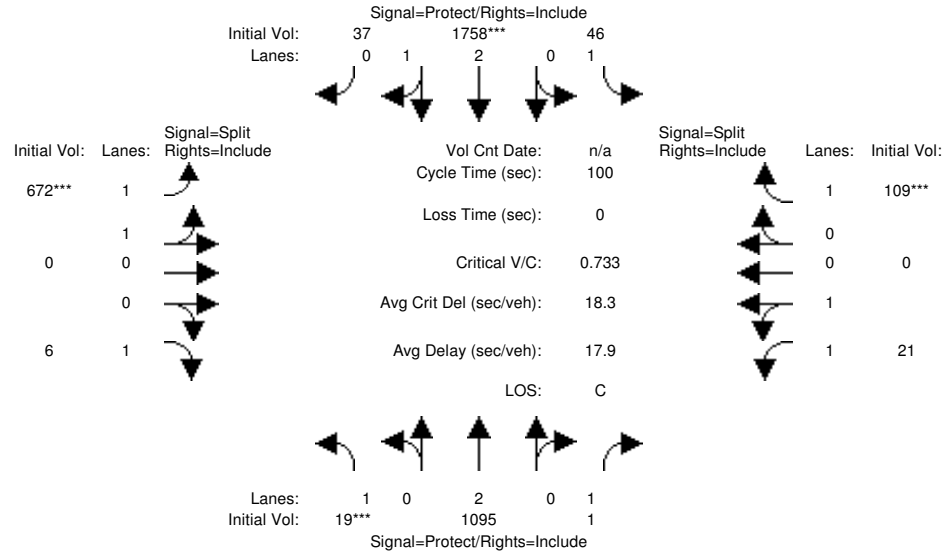 Signal=Protect/Rights=Include
Initial Vol: 37 1758*** 46
Lanes: 0 1 2 0 1
Signal=Split Signal=Split
Initial Vol: Lanes: Rights=Include Vol Cnt Date: n/a Rights=Include Lanes: Initial Vol:
Cycle Time (sec): 100
672*** 1 1 109***
Loss Time (sec): 0
1 0
0 0 Critical V/C: 0.733 0 0
0 Avg Crit Del (sec/veh): 18.3 1
6 1 Avg Delay (sec/veh): 17.9 1 21
LOS: C
Lanes: 1 0 2 0 1
Initial Vol: 19*** 1095 1
Signal=Protect/Rights=Include